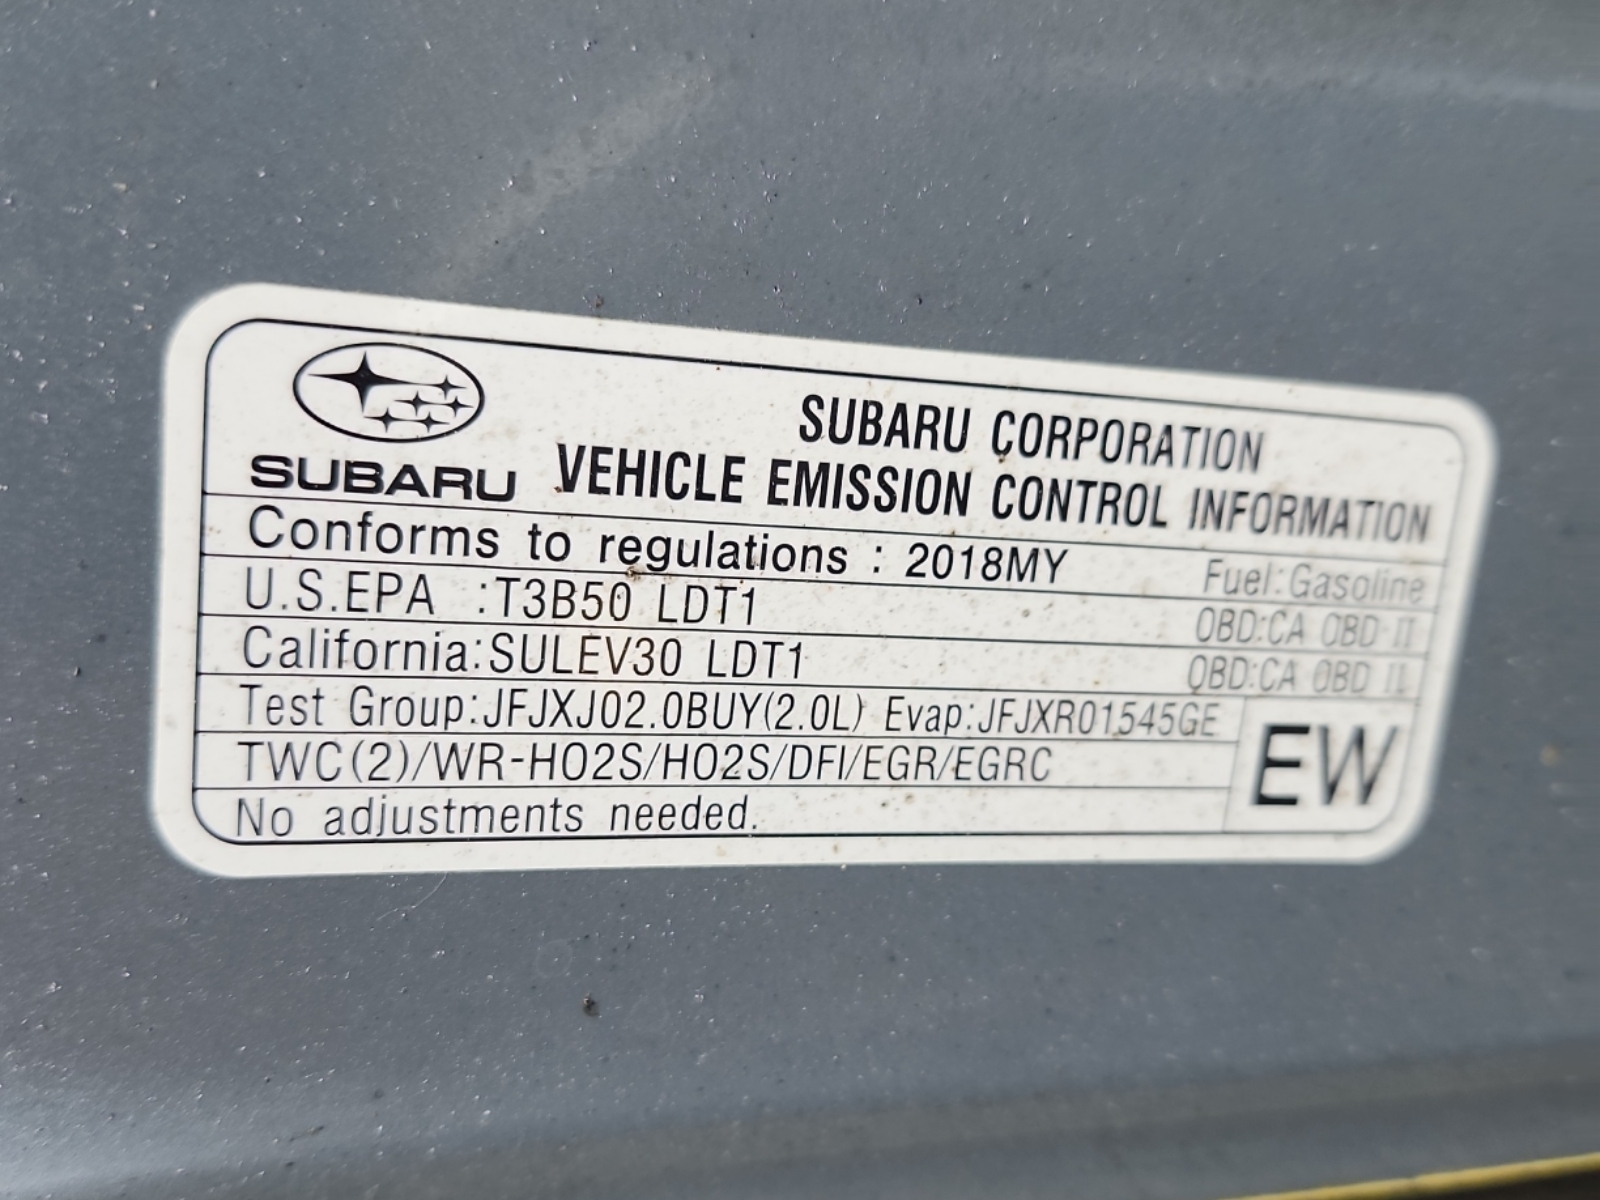 SUBARU CORPORATION
SUBARU VEHICLE EMISSION CONTROL INFORMATION
Conforms to regulations : 2018MY Fuel:Gasoline
U.S.EPA :T3B50 LDT1 OBD:CA OBD II
California:SULEV30 LDT1 OBD:CA OBD II
Test Group:JFJXJ02.0BUY(2.0L) Evap:JFJXR01545GE
TWC(2)/WR-HO2S/HO2S/DFI/EGR/EGRC
EW
No adjustments needed.